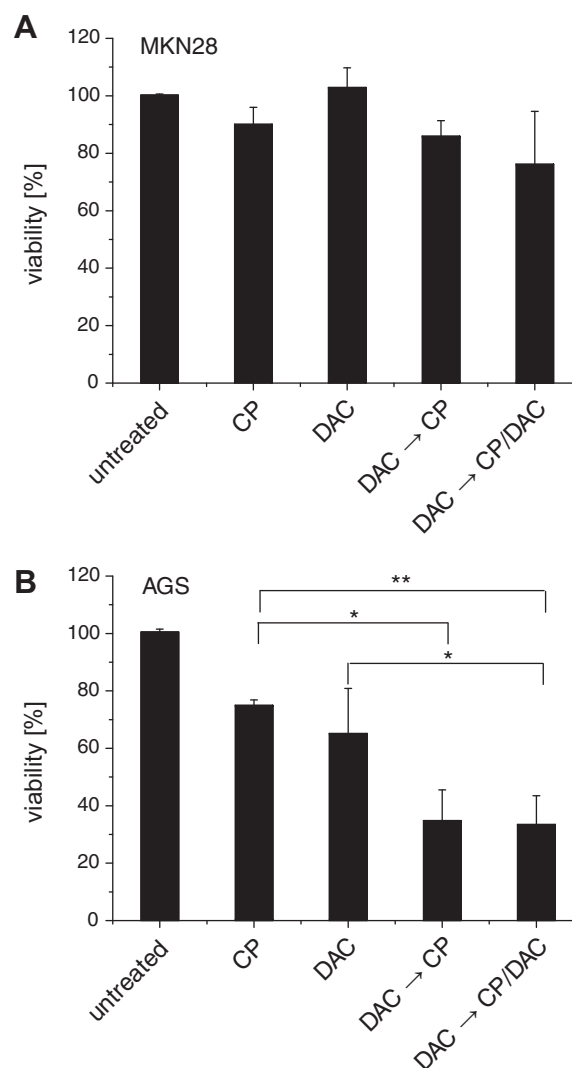 A
MKN28
120
100
80
60
40
20
0
viability [%]
untreated
CP
DAC
DAC → CP
DAC → CP/DAC
B
AGS
120
100
80
60
40
20
0
viability [%]
**
*
*
untreated
CP
DAC
DAC → CP
DAC → CP/DAC